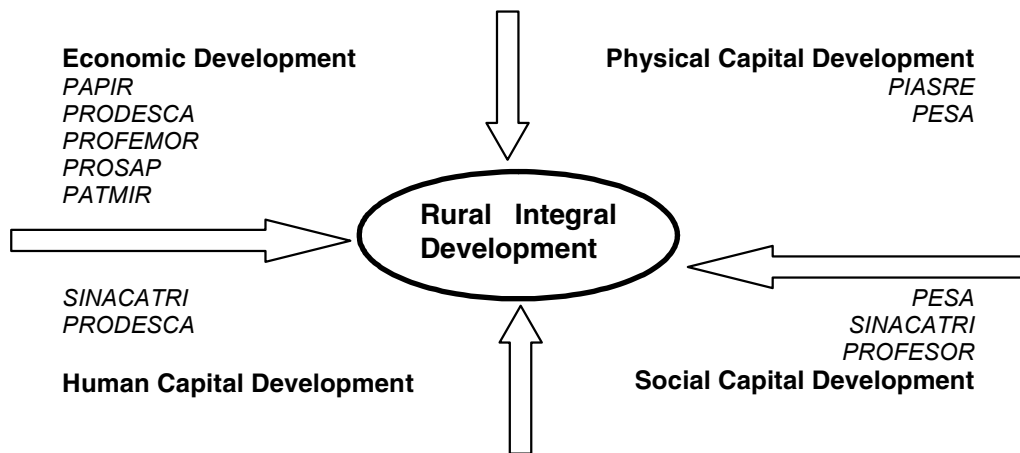 Economic Development
PAPIR
PRODESCA
PROFEMOR
PROSAP
PATMIR
Physical Capital Development
PIASRE
PESA
Rural Integral
Development
SINACATRI
PRODESCA
Human Capital Development
PESA
SINACATRI
PROFESOR
Social Capital Development